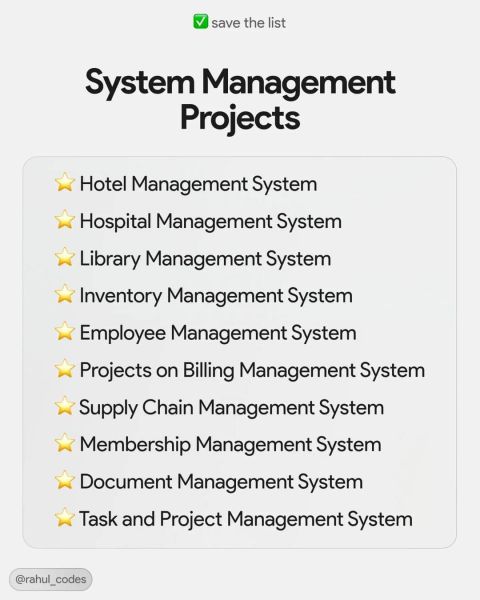 ✅ save the list
System Management
Projects
⭐ Hotel Management System
⭐ Hospital Management System
⭐ Library Management System
⭐ Inventory Management System
⭐ Employee Management System
⭐ Projects on Billing Management System
⭐ Supply Chain Management System
⭐ Membership Management System
⭐ Document Management System
⭐ Task and Project Management System
@rahul_codes